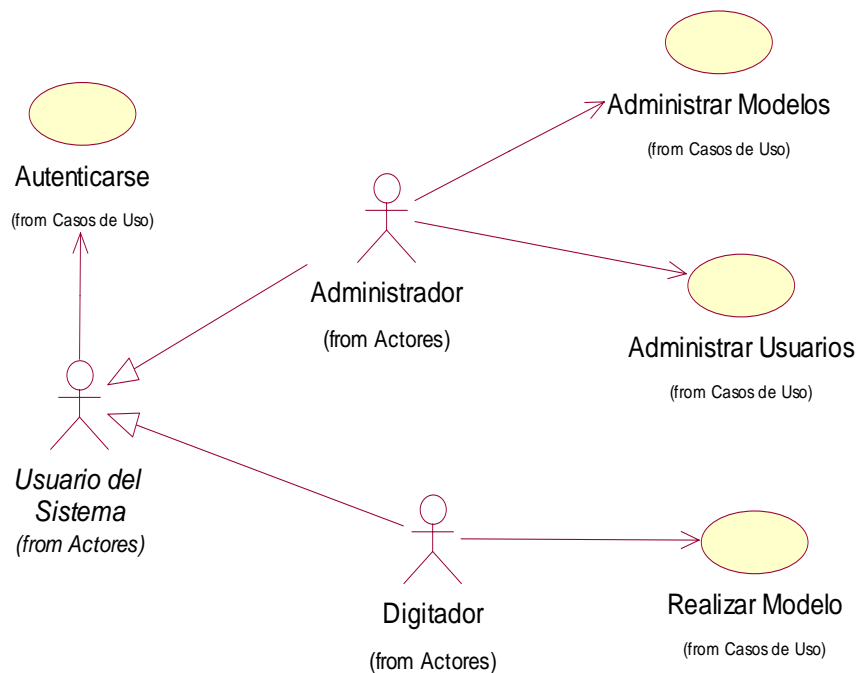 Administrar Modelos
(from Casos de Uso)
Autenticarse
(from Casos de Uso)
Administrador
(from Actores)
Administrar Usuarios
(from Casos de Uso)
Usuario del
Sistema
(from Actores)
Digitador
(from Actores)
Realizar Modelo
(from Casos de Uso)